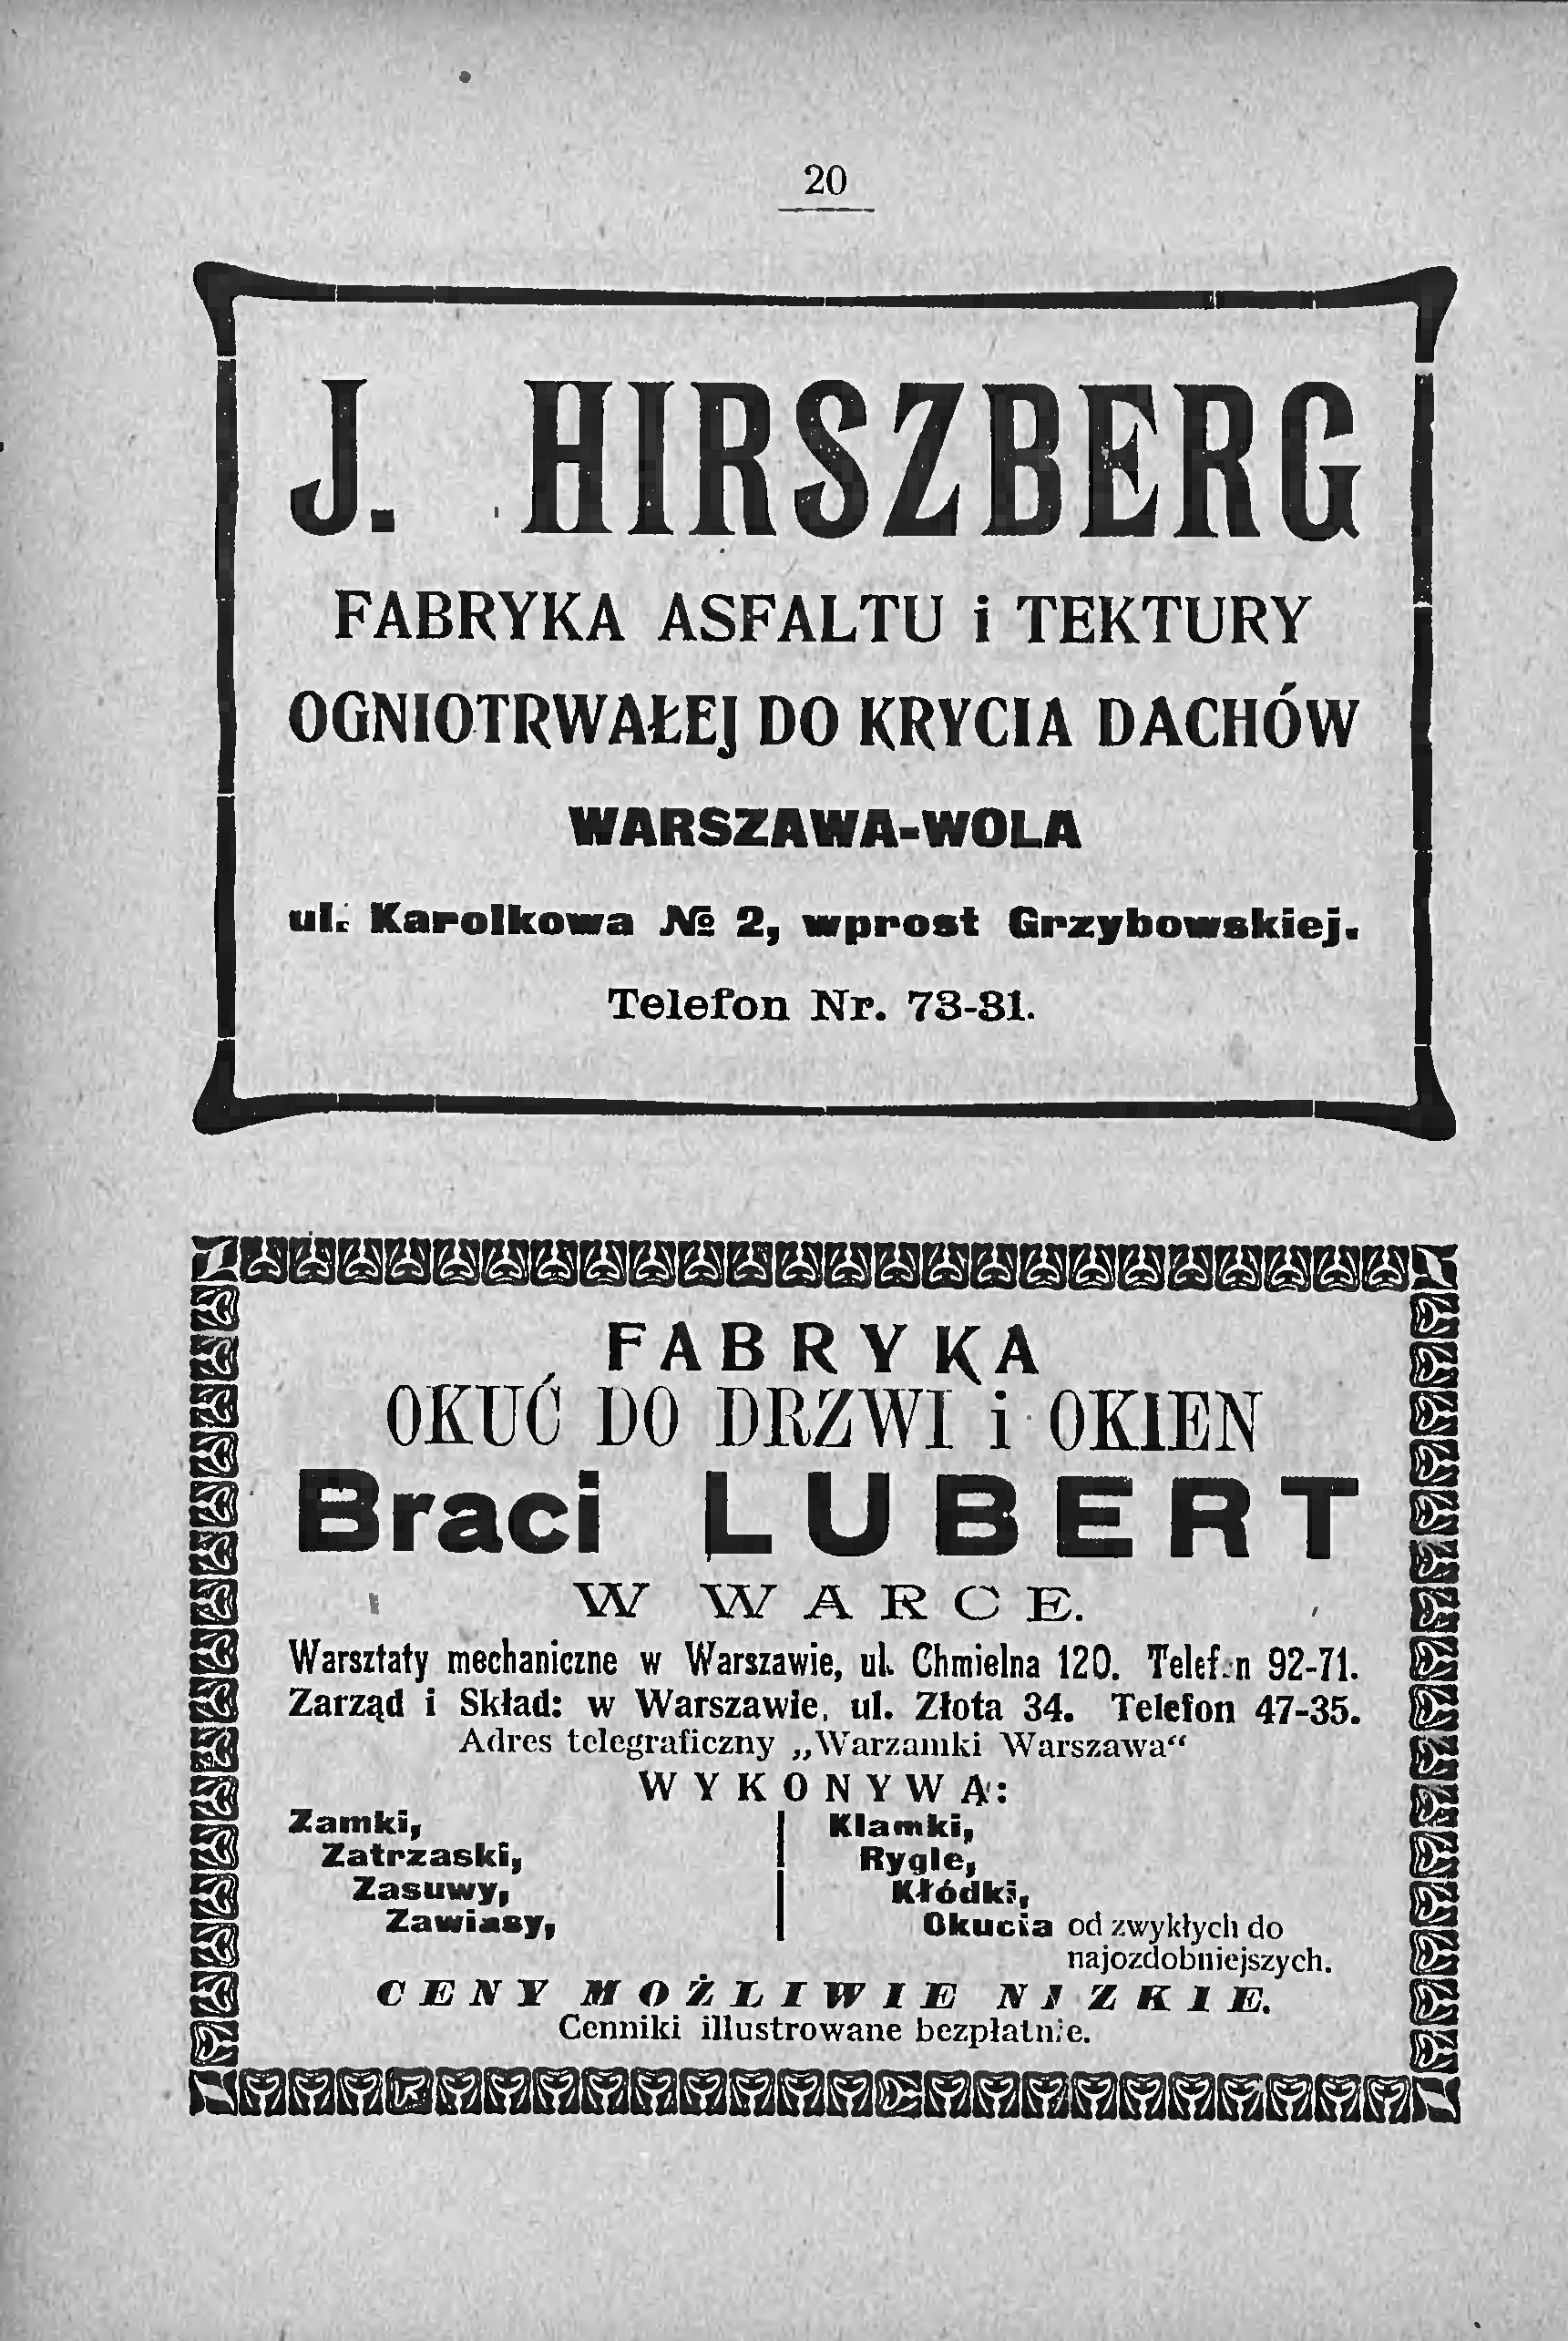 20
J. HIRSZBERG
FABRYKA ASFALTU i TEKTURY
OGNIOTRWAŁEJ DO KRYCIA DACHÓW
WARSZAWA-WOLA
ul. Karolkowa № 2, wprost Grzybowskiej.
Telefon Nr. 73-31.
FABRYKA
OKUĆ DO DRZWI i OKIEN
Braci LUBERT
W WARCE.
Warsztaty mechaniczne w Warszawie, ul. Chmielna 120. Telefon 92-71.
Zarząd i Skład: w Warszawie, ul. Złota 34. Telefon 47-35.
Adres telegraficzny „Warzamki Warszawa“
WYKONYWA:
Zamki,
Zatrzaski,
Zasuwy,
Zawiasy,
Klamki,
Rygle,
Kłódki,
Okucia od zwykłych do
najozdobniejszych.
CENY MOŻLIWIE NIZKIE.
Cenniki illustrowane bezpłatnie.